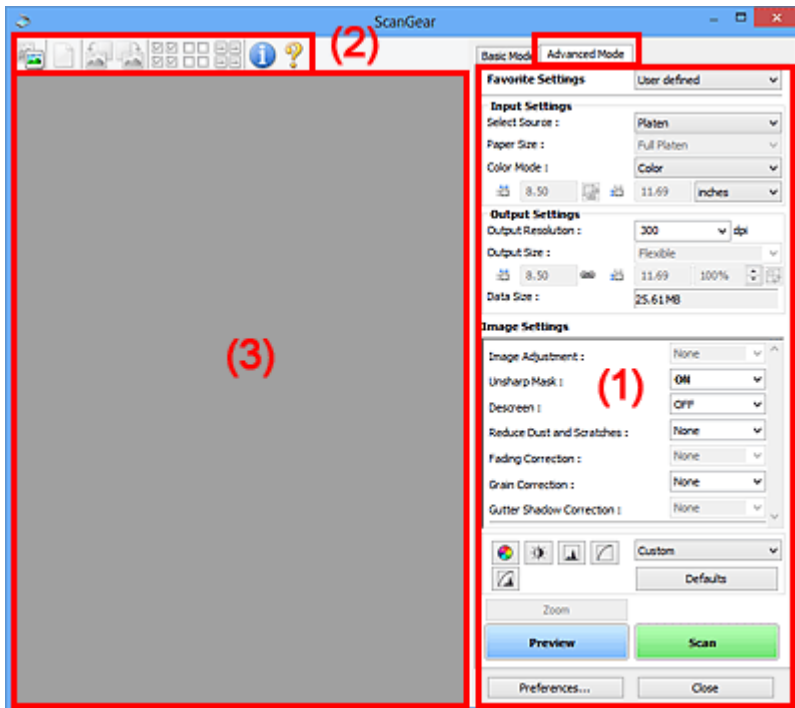 ScanGear
(2)
Basic Mode Advanced Mode
Favorite Settings User defined
Input Settings
Select Source : Platen
Paper Size : Full Platen
Color Mode : Color
8.50 11.69 inches
Output Settings
Output Resolution : 300 dpi
Output Size : Flexible
8.50 11.69 100%
Data Size : 25.61MB
Image Settings
(3)
(1)
Image Adjustment : None
Unsharp Mask : ON
Descreen : OFF
Reduce Dust and Scratches : None
Fading Correction : None
Grain Correction : None
Gutter Shadow Correction : None
Custom
Defaults
Zoom
Preview Scan
Preferences... Close